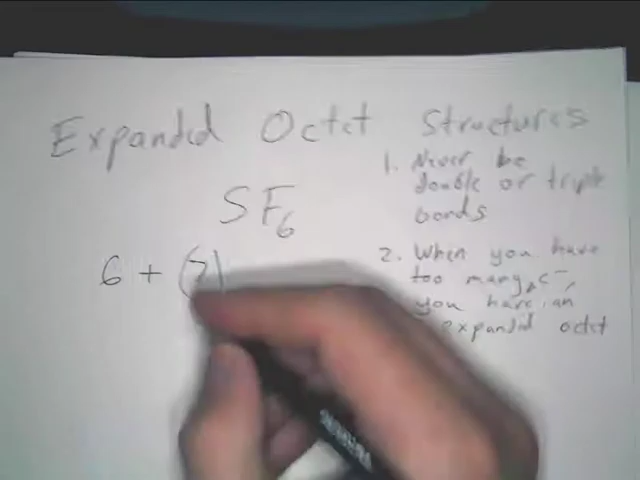 Expanded Octet Structures
1. Never be
double or triple
bonds
SF6
2. When you have
too many e-,
you have an
expanded octet
6 + (7)